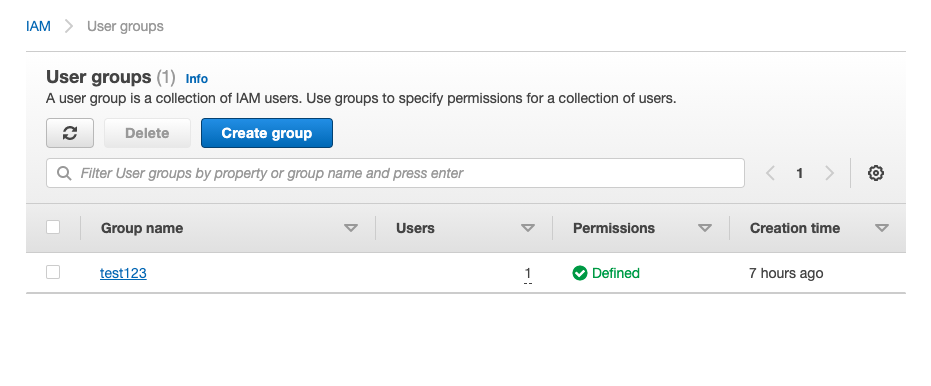 IAM > User groups
User groups (1) Info
A user group is a collection of IAM users. Use groups to specify permissions for a collection of users.
Delete Create group
Filter User groups by property or group name and press enter 1
Group name Users Permissions Creation time
test123 1 Defined 7 hours ago